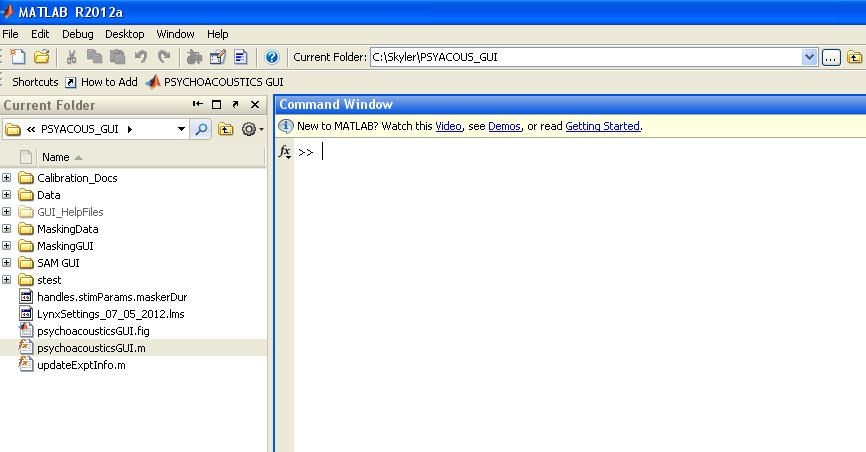 MATLAB R2012a
File Edit Debug Desktop Window Help
Current Folder: C:\Skyler\PSYACOUS_GUI
Shortcuts How to Add PSYCHOACOUSTICS GUI
Current Folder
« PSYACOUS_GUI
Name
Calibration_Docs
Data
GUI_HelpFiles
MaskingData
MaskingGUI
SAM GUI
stest
handles.stimParams.maskerDur
LynxSettings_07_05_2012.lms
psychoacousticsGUI.fig
psychoacousticsGUI.m
updateExptInfo.m
Command Window
New to MATLAB? Watch this Video, see Demos, or read Getting Started.
fx >>